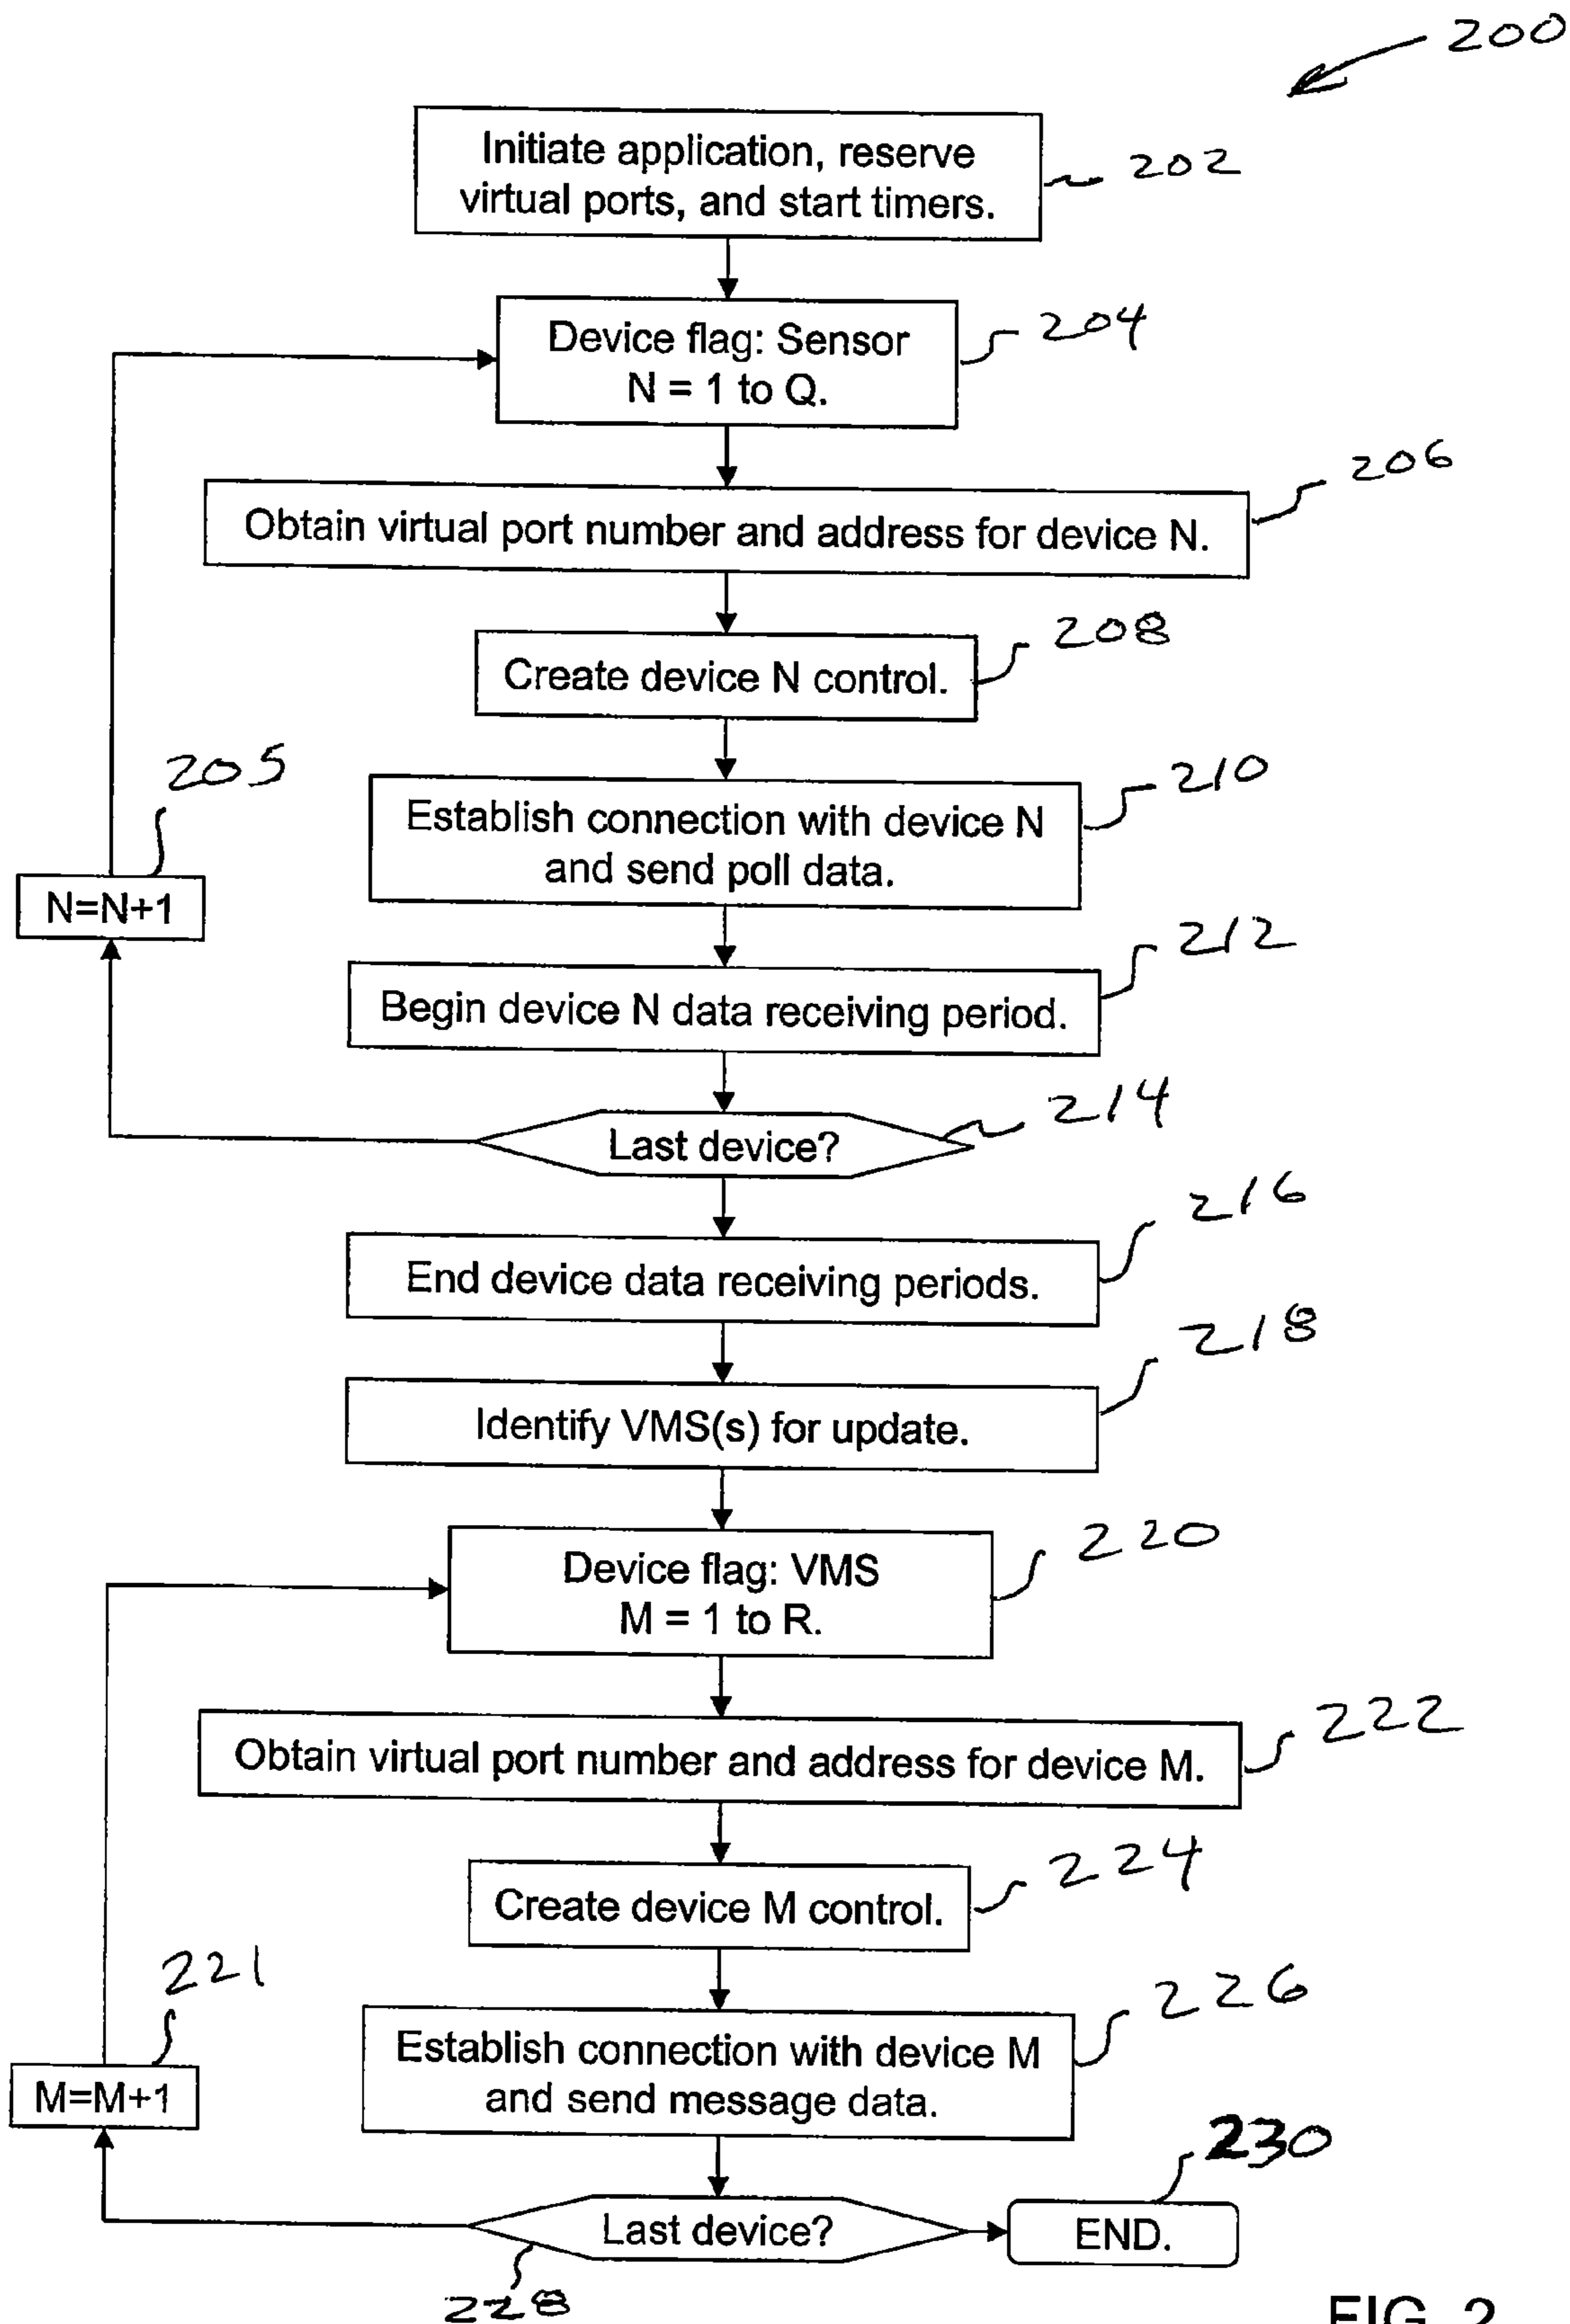 200
Initiate application, reserve
virtual ports, and start timers.
202
Device flag: Sensor
N = 1 to Q.
204
Obtain virtual port number and address for device N.
206
Create device N control.
208
Establish connection with device N
and send poll data.
210
205
N=N+1
Begin device N data receiving period.
212
Last device?
214
End device data receiving periods.
216
Identify VMS(s) for update.
218
Device flag: VMS
M = 1 to R.
220
Obtain virtual port number and address for device M.
222
Create device M control.
224
221
M=M+1
Establish connection with device M
and send message data.
226
Last device?
228
END.
230
FIG. 2